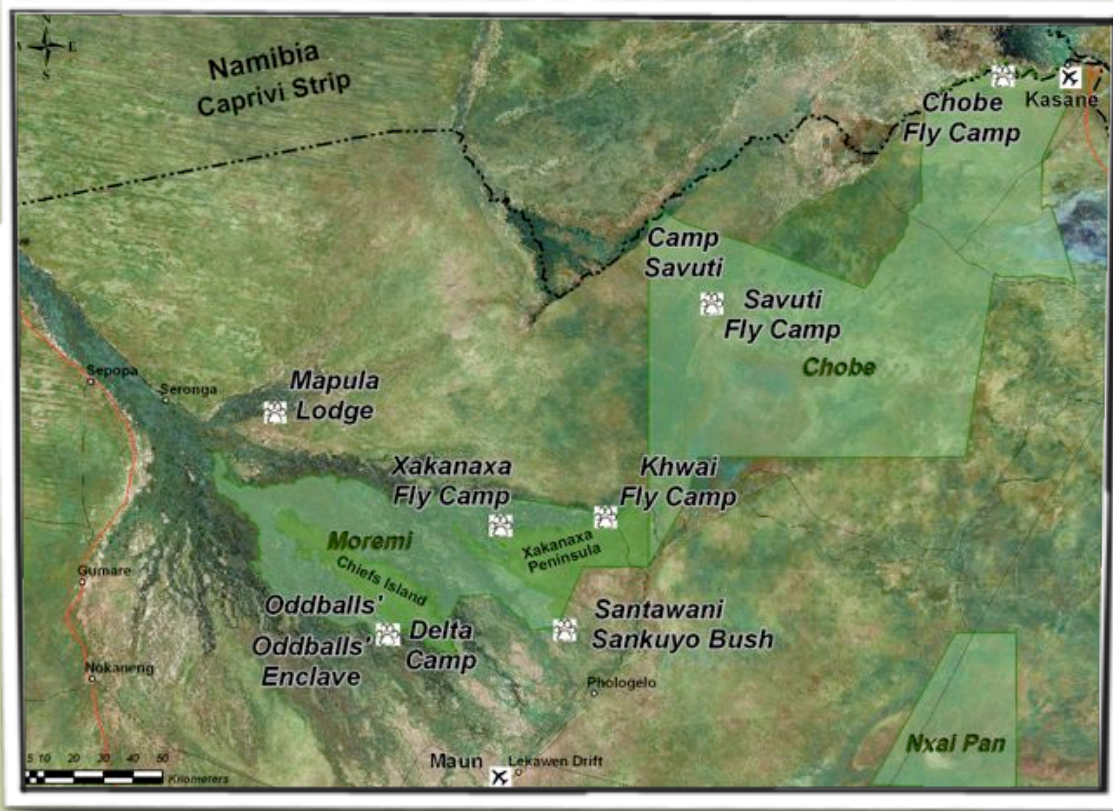 N
E
S
Namibia
Caprivi Strip
Chobe
Fly Camp
Kasane
Camp
Savuti
Savuti
Fly Camp
Chobe
Sepopa
Seronga
Mapula
Lodge
Xakanaxa
Fly Camp
Khwai
Fly Camp
Moremi
Chiefs Island
Xakanaxa
Peninsula
Gumare
Oddballs'
Oddballs'
Enclave
Delta
Camp
Santawani
Sankuyo Bush
Nokaneng
Phologelo
Nxai Pan
Maun
Lekawen Drift
5 10 20 30 40 50
Kilometers